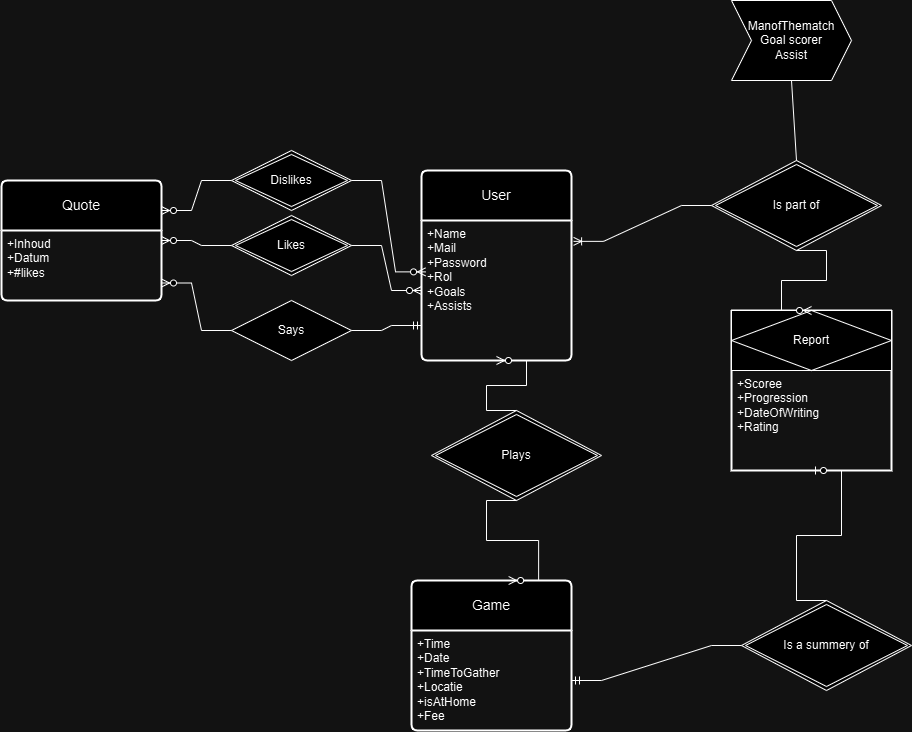 ManofThematch
Goal scorer
Assist
Quote
+Inhoud
+Datum
+#likes
Dislikes
Likes
Says
User
+Name
+Mail
+Password
+Rol
+Goals
+Assists
Is part of
Report
+Scoree
+Progression
+DateOfWriting
+Rating
Plays
Game
+Time
+Date
+TimeToGather
+Locatie
+isAtHome
+Fee
Is a summery of